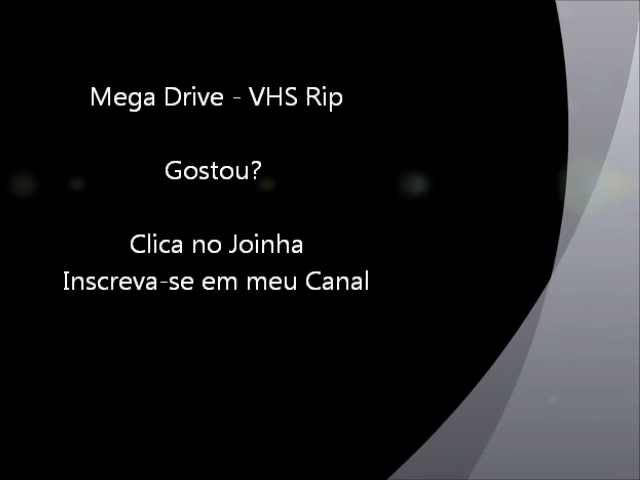 Mega Drive - VHS Rip
Gostou?
Clica no Joinha
Inscreva-se em meu Canal